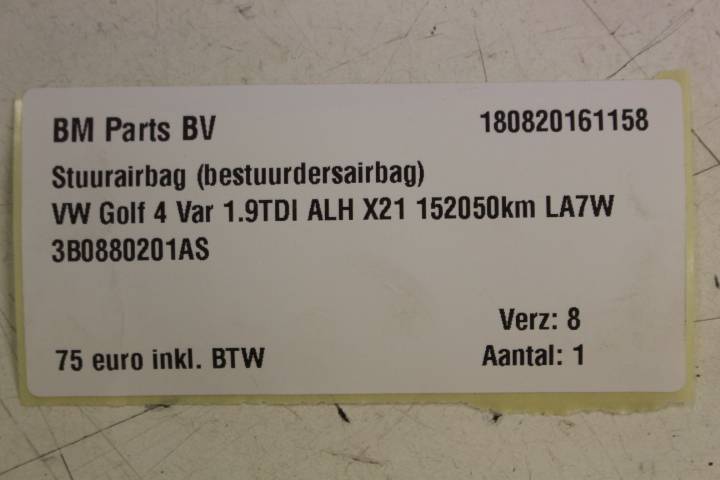 BM Parts BV 180820161158
Stuurairbag (bestuurdersairbag)
VW Golf 4 Var 1.9TDI ALH X21 152050km LA7W
3B0880201AS
Verz: 8
75 euro inkl. BTW Aantal: 1